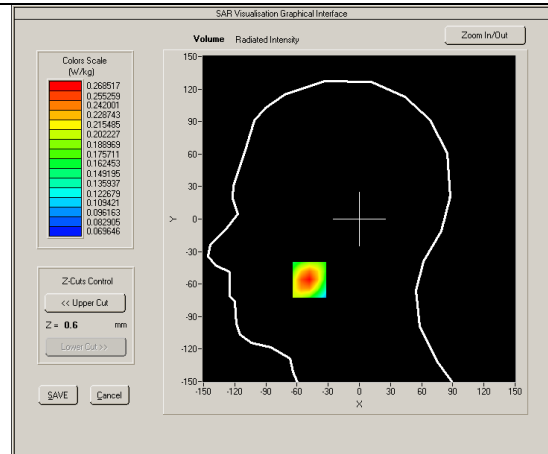 SAR Visualisation Graphical Interface
Volume Radiated Intensity
Zoom In/Out
Colors Scale
(W/kg)
0.268517
0.255259
0.242001
0.228743
0.215485
0.202227
0.188969
0.175711
0.162453
0.149195
0.135937
0.122679
0.109421
0.096163
0.082905
0.069646
Z-Cuts Control
<< Upper Cut
Z = 0.6 mm
Lower Cut >>
SAVE Cancel
150
120
90
60
30
0
-30
-60
-90
-120
-150
Y
-150 -120 -90 -60 -30 0 30 60 90 120 150
X